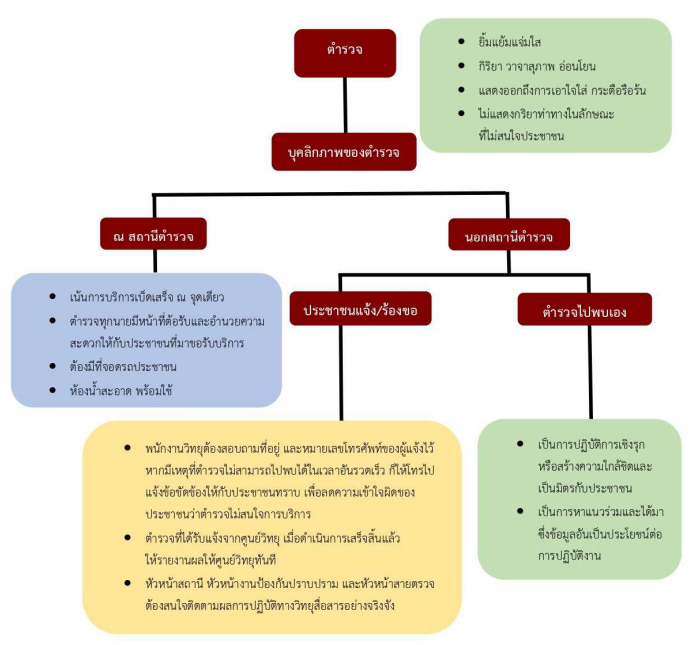 ตำรวจ
• ยิ้มแย้มแจ่มใส
• กิริยา วาจาสุภาพ อ่อนโยน
• แสดงออกถึงการเอาใจใส่ กระตือรือร้น
• ไม่แสดงกริยาท่าทางในลักษณะ
ที่ไม่สนใจประชาชน
บุคลิกภาพของตำรวจ
ณ สถานีตำรวจ
นอกสถานีตำรวจ
• เน้นการบริการเบ็ดเสร็จ ณ จุดเดียว
• ตำรวจทุกนายมีหน้าที่ต้อรับและอำนวยความ
สะดวกให้กับประชาชนที่มาขอรับบริการ
• ต้องมีที่จอดรถประชาชน
• ห้องน้ำสะอาด พร้อมใช้
ประชาชนแจ้ง/ร้องขอ
ตำรวจไปพบเอง
• พนักงานวิทยุต้องสอบถามที่อยู่ และหมายเลขโทรศัพท์ของผู้แจ้งไว้
หากมีเหตุที่ตำรวจไม่สามารถไปพบได้ในเวลาอันรวดเร็ว ก็ให้โทรไป
แจ้งข้อขัดข้องให้กับประชาชนทราบ เพื่อลดความเข้าใจผิดของ
ประชาชนว่าตำรวจไม่สนใจการบริการ
• ตำรวจที่ได้รับแจ้งจากศูนย์วิทยุ เมื่อดำเนินการเสร็จสิ้นแล้ว
ให้รายงานผลให้ศูนย์วิทยุทันที
• หัวหน้าสถานี หัวหน้างานป้องกันปราบปราม และหัวหน้าสายตรวจ
ต้องสนใจติดตามผลการปฏิบัติทางวิทยุสื่อสารอย่างจริงจัง
• เป็นการปฏิบัติการเชิงรุก
หรือสร้างความใกล้ชิดและ
เป็นมิตรกับประชาชน
• เป็นการหาแนวร่วมและได้มา
ซึ่งข้อมูลอันเป็นประโยชน์ต่อ
การปฏิบัติงาน